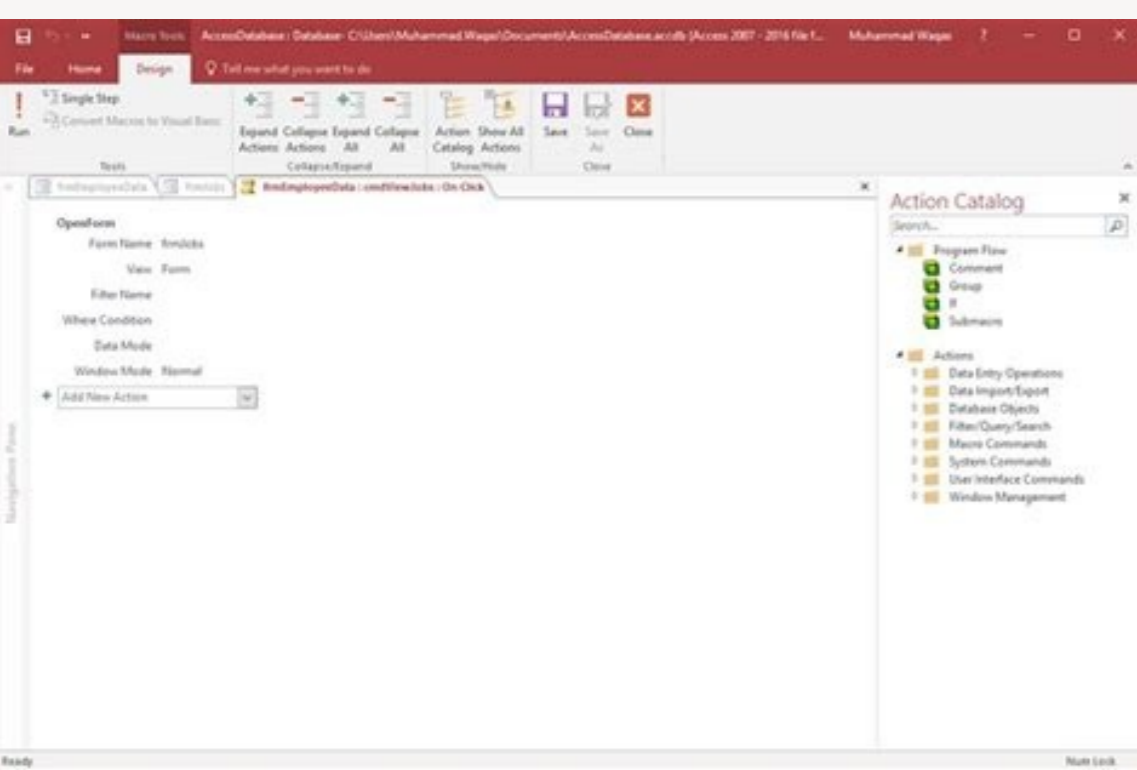 Macro Tools
AccessDatabase : Database- C:\Users\Muhammad.Waqas\Documents\AccessDatabase.accdb (Access 2007 - 2016 file f...
Muhammad Waqas
?
File
Home
Design
Tell me what you want to do
Run
Single Step
Convert Macros to Visual Basic
Tests
Expand Actions
Collapse Actions
Expand All
Collapse All
Collapse/Expand
Action Catalog
Show All Actions
Show/Hide
Save
Save As
Close
Close
frmEmployeeData
frmJobs
frmEmployeeData : cmdViewJobs : On Click
OpenForm
Form Name frmJobs
View Form
Filter Name
Where Condition
Data Mode
Window Mode Normal
Add New Action
Navigation Pane
Action Catalog
Search...
Program Flow
Comment
Group
If
Submacro
Actions
Data Entry Operations
Data Import/Export
Database Objects
Filter/Query/Search
Macro Commands
System Commands
User Interface Commands
Window Management
Ready
Num Lock